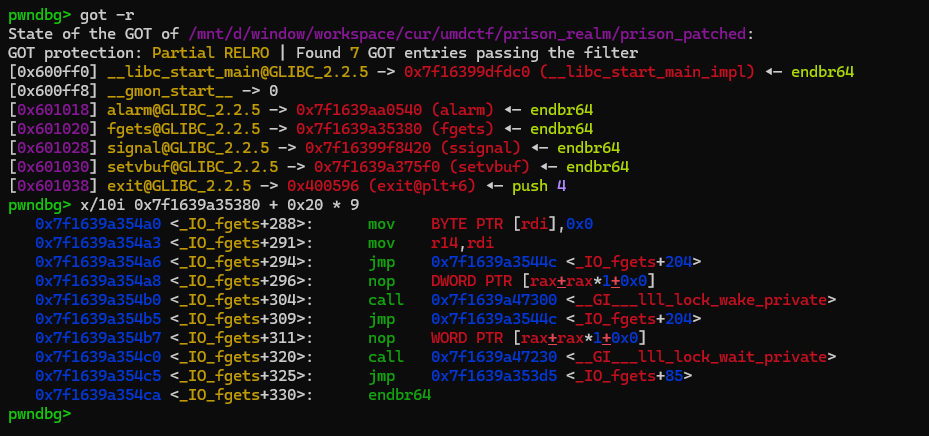 pwndbg> got -r
State of the GOT of /mnt/d/window/workspace/cur/umdctf/prison_realm/prison_patched:
GOT protection: Partial RELRO | Found 7 GOT entries passing the filter
[0x600ff0] __libc_start_main@GLIBC_2.2.5 -> 0x7f16399dfdc0 (__libc_start_main_impl) ◂— endbr64
[0x600ff8] __gmon_start__ -> 0
[0x601018] alarm@GLIBC_2.2.5 -> 0x7f1639aa0540 (alarm) ◂— endbr64
[0x601020] fgets@GLIBC_2.2.5 -> 0x7f1639a35380 (fgets) ◂— endbr64
[0x601028] signal@GLIBC_2.2.5 -> 0x7f16399f8420 (ssignal) ◂— endbr64
[0x601030] setvbuf@GLIBC_2.2.5 -> 0x7f1639a375f0 (setvbuf) ◂— endbr64
[0x601038] exit@GLIBC_2.2.5 -> 0x400596 (exit@plt+6) ◂— push 4
pwndbg> x/10i 0x7f1639a35380 + 0x20 * 9
0x7f1639a354a0 <_IO_fgets+288>: mov BYTE PTR [rdi],0x0
0x7f1639a354a3 <_IO_fgets+291>: mov r14,rdi
0x7f1639a354a6 <_IO_fgets+294>: jmp 0x7f1639a3544c <_IO_fgets+204>
0x7f1639a354a8 <_IO_fgets+296>: nop DWORD PTR [rax+rax*1+0x0]
0x7f1639a354b0 <_IO_fgets+304>: call 0x7f1639a47300 <__GI___lll_lock_wake_private>
0x7f1639a354b5 <_IO_fgets+309>: jmp 0x7f1639a3544c <_IO_fgets+204>
0x7f1639a354b7 <_IO_fgets+311>: nop WORD PTR [rax+rax*1+0x0]
0x7f1639a354c0 <_IO_fgets+320>: call 0x7f1639a47230 <__GI___lll_lock_wait_private>
0x7f1639a354c5 <_IO_fgets+325>: jmp 0x7f1639a353d5 <_IO_fgets+85>
0x7f1639a354ca <_IO_fgets+330>: endbr64
pwndbg>